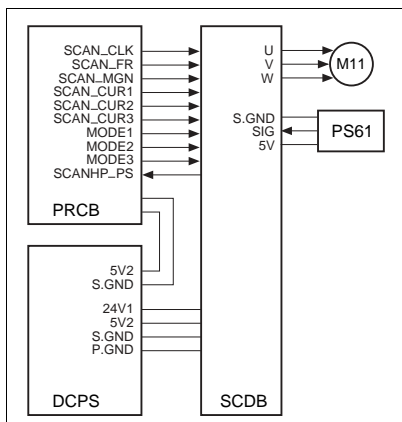 SCAN_CLK
SCAN_FR
SCAN_MGN
SCAN_CUR1
SCAN_CUR2
SCAN_CUR3
MODE1
MODE2
MODE3
SCANHP_PS
PRCB
5V2
S.GND
24V1
5V2
S.GND
P.GND
DCPS
SCDB
U
V
W
M11
S.GND
SIG
5V
PS61